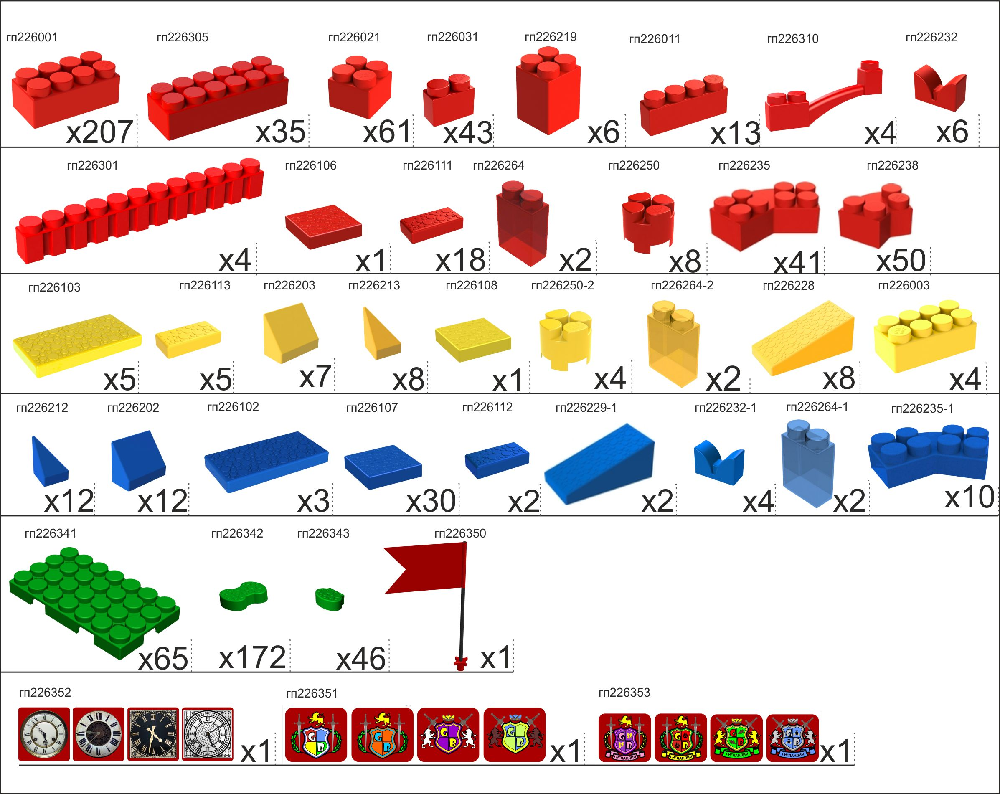 гп226001 гп226305 гп226021 гп226031 гп226219 гп226011 гп226310 гп226232
x207 x35 x61 x43 x6 x13 x4 x6
гп226301 гп226106 гп226111 гп226264 гп226250 гп226235 гп226238
x4 x1 x18 x2 x8 x41 x50
гп226103 гп226113 гп226203 гп226213 гп226108 гп226250-2 гп226264-2 гп226228 гп226003
x5 x5 x7 x8 x1 x4 x2 x8 x4
гп226212 гп226202 гп226102 гп226107 гп226112 гп226229-1 гп226232-1 гп226264-1 гп226235-1
x12 x12 x3 x30 x2 x2 x4 x2 x10
гп226341 гп226342 гп226343 гп226350
x65 x172 x46 x1
гп226352 гп226351 гп226353
G G G G G G G G
B B B B B B B B
ГИГЛАНДИЯ ГИГЛАНДИЯ ГИГЛАНДИЯ ГИГЛАНДИЯ
x1 x1 x1